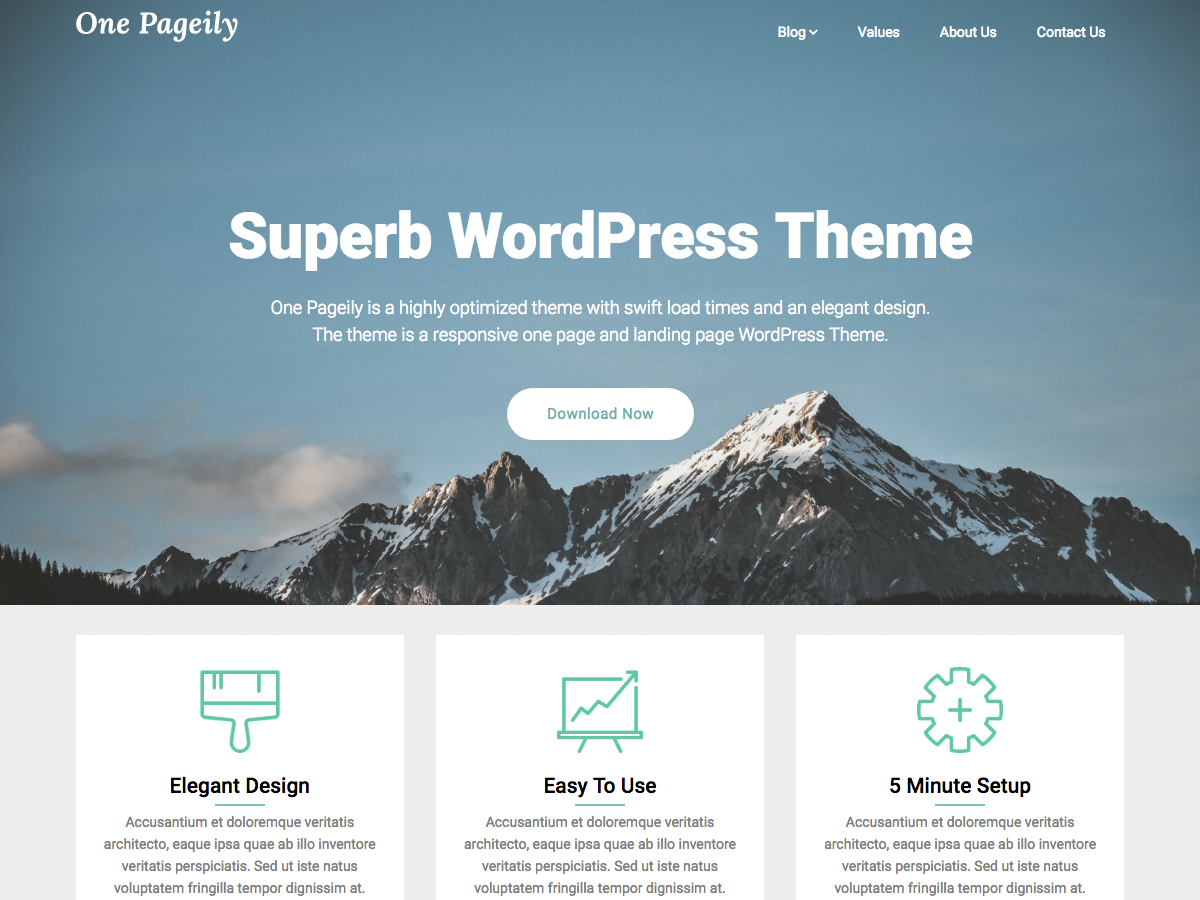 One Pageily
Blog Values About Us Contact Us
Superb WordPress Theme
One Pageily is a highly optimized theme with swift load times and an elegant design.
The theme is a responsive one page and landing page WordPress Theme.
Download Now
Elegant Design
Accusantium et doloremque veritatis
architecto, eaque ipsa quae ab illo inventore
veritatis perspiciatis. Sed ut iste natus
voluptatem fringilla tempor dignissim at.
Easy To Use
Accusantium et doloremque veritatis
architecto, eaque ipsa quae ab illo inventore
veritatis perspiciatis. Sed ut iste natus
voluptatem fringilla tempor dignissim at.
5 Minute Setup
Accusantium et doloremque veritatis
architecto, eaque ipsa quae ab illo inventore
veritatis perspiciatis. Sed ut iste natus
voluptatem fringilla tempor dignissim at.